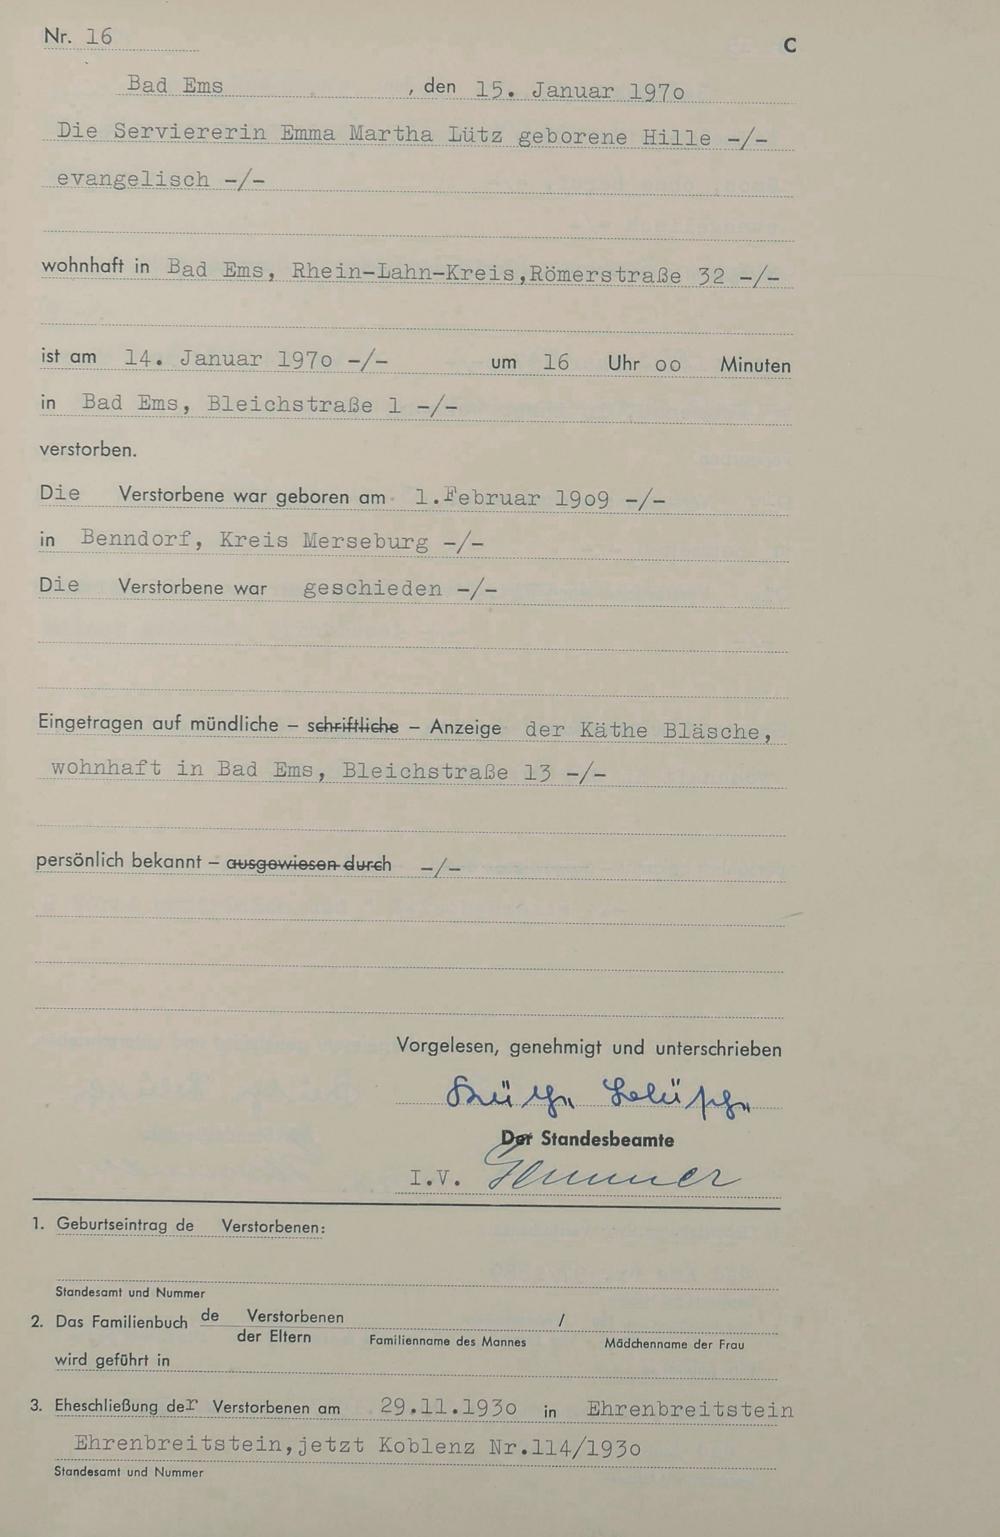 Nr. 16
C
Bad Ems , den 15. Januar 1970
Die Serviererin Emma Martha Lütz geborene Hille -/-
evangelisch -/-
wohnhaft in Bad Ems, Rhein-Lahn-Kreis,Römerstraße 32 -/-
ist am 14. Januar 1970 -/- um 16 Uhr oo Minuten
in Bad Ems, Bleichstraße 1 -/-
verstorben.
Die Verstorbene war geboren am 1.Februar 1909 -/-
in Benndorf, Kreis Merseburg -/-
Die Verstorbene war geschieden -/-
Eingetragen auf mündliche – schriftliche – Anzeige der Käthe Bläsche,
wohnhaft in Bad Ems, Bleichstraße 13 -/-
persönlich bekannt – ausgewiesen durch -/-
Vorgelesen, genehmigt und unterschrieben
Käthe Bläsche
Der Standesbeamte
I.V.
1. Geburtseintrag de Verstorbenen:
Standesamt und Nummer
2. Das Familienbuch de Verstorbenen /
der Eltern Familienname des Mannes Mädchenname der Frau
wird geführt in
3. Eheschließung der Verstorbenen am 29.11.1930 in Ehrenbreitstein
Ehrenbreitstein,jetzt Koblenz Nr.114/1930
Standesamt und Nummer